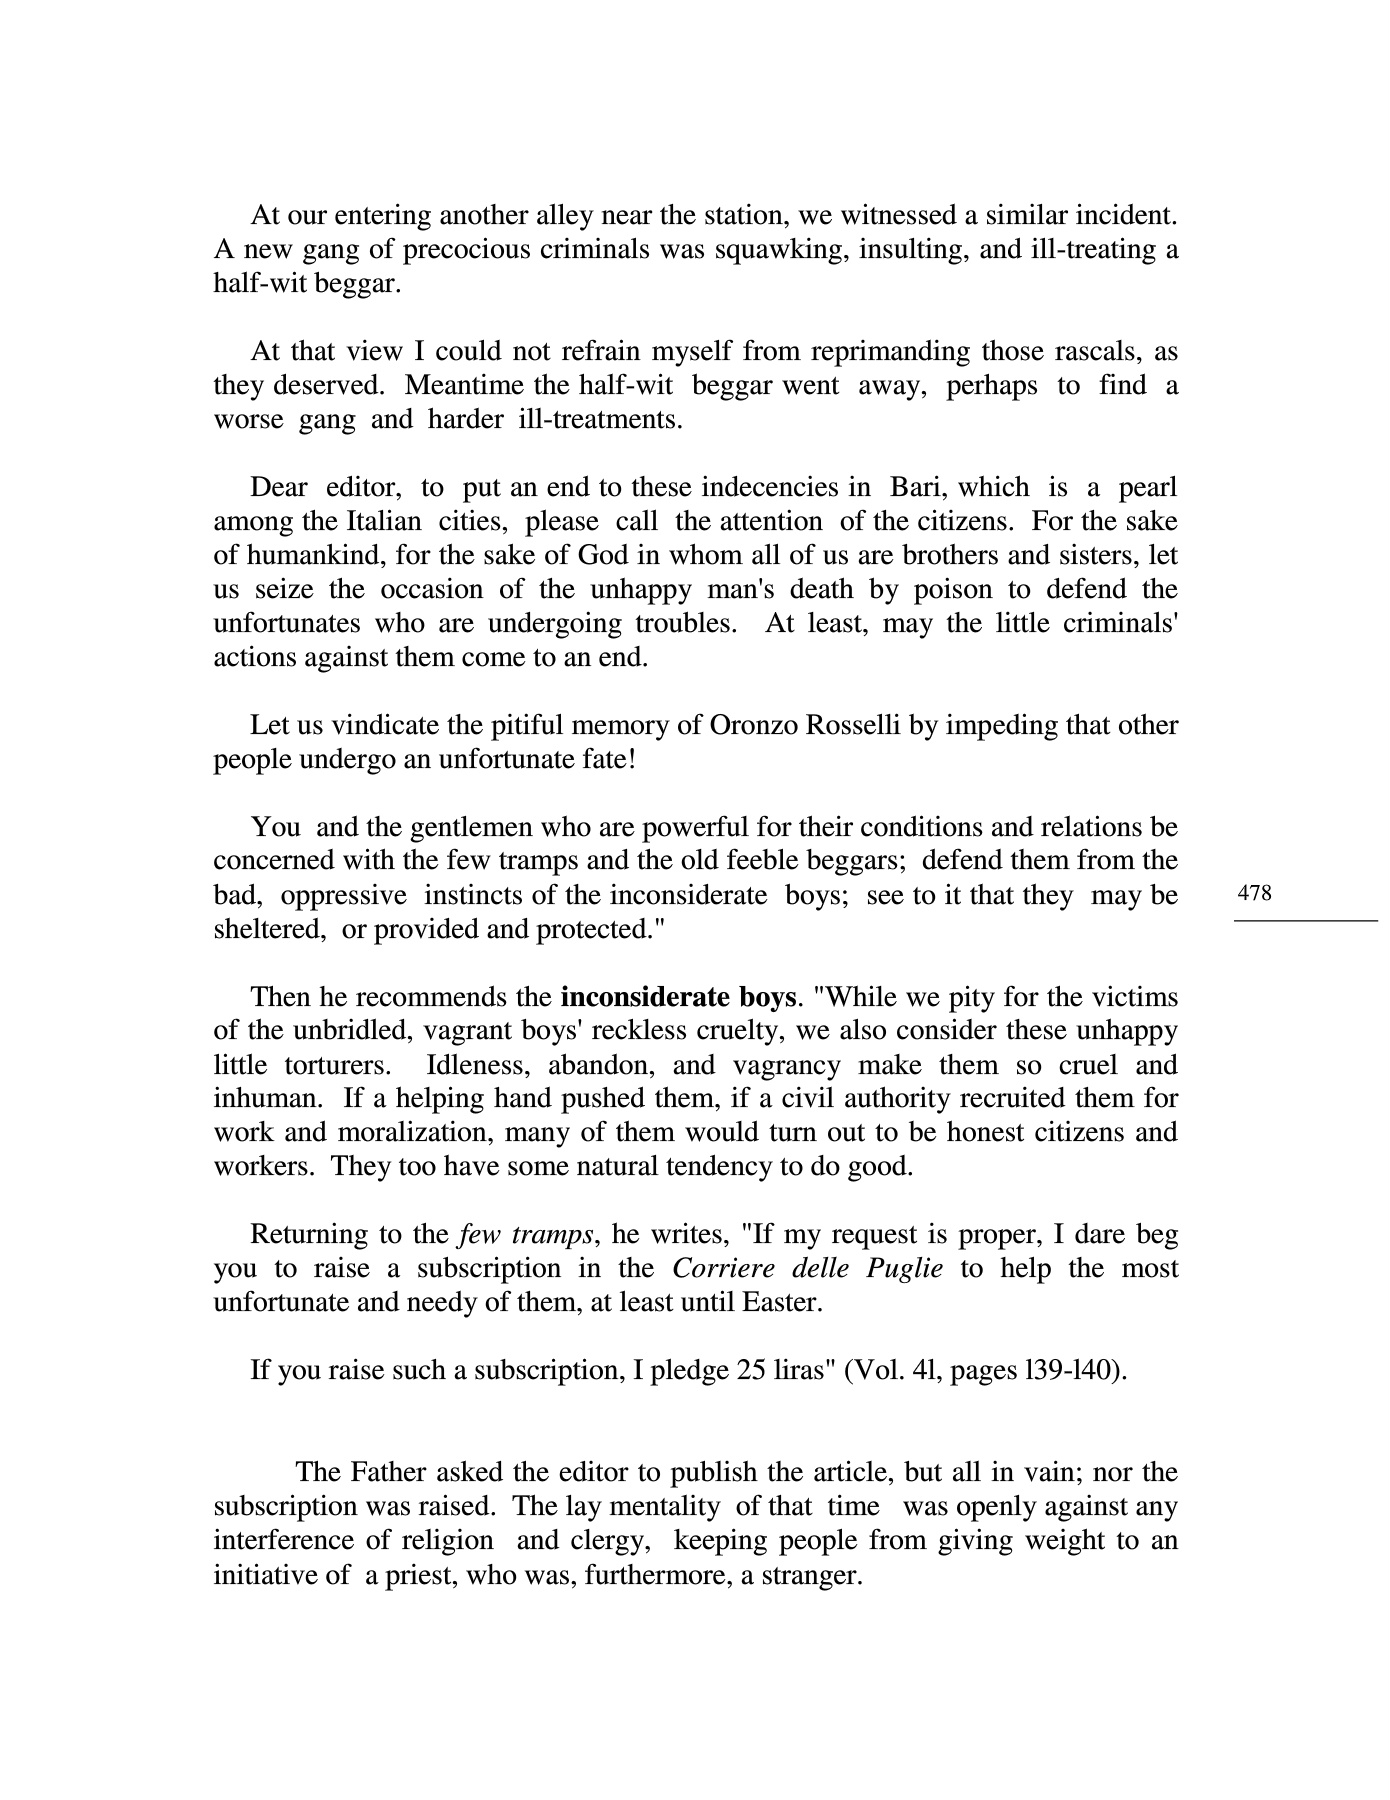 At our entering another alley near the station, we witnessed a similar incident.
A new gang of precocious criminals was squawking, insulting, and ill-treating a
half-wit beggar.
At that view I could not refrain myself from reprimanding those rascals, as
they deserved. Meantime the half-wit beggar went away, perhaps to find a
worse gang and harder ill-treatments.
Dear editor, to put an end to these indecencies in Bari, which is a pearl
among the Italian cities, please call the attention of the citizens. For the sake
of humankind, for the sake of God in whom all of us are brothers and sisters, let
us seize the occasion of the unhappy man's death by poison to defend the
unfortunates who are undergoing troubles. At least, may the little criminals'
actions against them come to an end.
Let us vindicate the pitiful memory of Oronzo Rosselli by impeding that other
people undergo an unfortunate fate!
You and the gentlemen who are powerful for their conditions and relations be
concerned with the few tramps and the old feeble beggars; defend them from the
bad, oppressive instincts of the inconsiderate boys; see to it that they may be
sheltered, or provided and protected."
478
Then he recommends the inconsiderate boys. "While we pity for the victims
of the unbridled, vagrant boys' reckless cruelty, we also consider these unhappy
little torturers. Idleness, abandon, and vagrancy make them so cruel and
inhuman. If a helping hand pushed them, if a civil authority recruited them for
work and moralization, many of them would turn out to be honest citizens and
workers. They too have some natural tendency to do good.
Returning to the few tramps, he writes, "If my request is proper, I dare beg
you to raise a subscription in the Corriere delle Puglie to help the most
unfortunate and needy of them, at least until Easter.
If you raise such a subscription, I pledge 25 liras" (Vol. 4l, pages l39-l40).
The Father asked the editor to publish the article, but all in vain; nor the
subscription was raised. The lay mentality of that time was openly against any
interference of religion and clergy, keeping people from giving weight to an
initiative of a priest, who was, furthermore, a stranger.